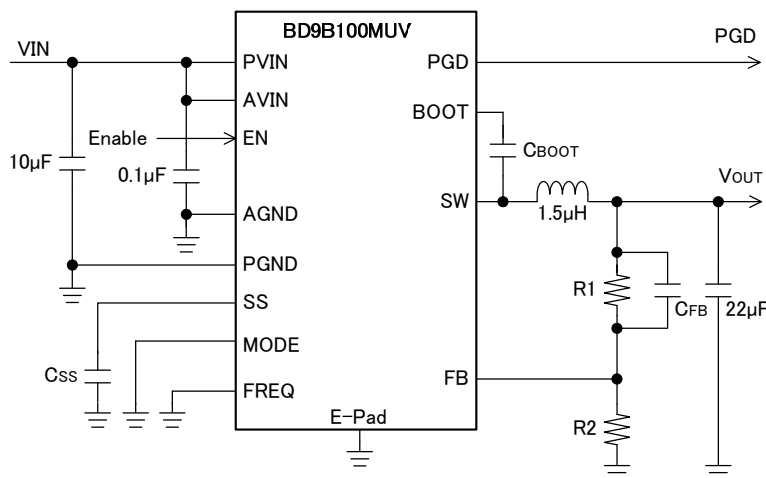 BD9B100MUV
VIN
PGD
PVIN
PGD
AVIN
BOOT
Enable
EN
CBOOT
10µF
0.1µF
VOUT
SW
1.5µH
AGND
PGND
R1
CFB
22µF
SS
MODE
CSS
FB
FREQ
R2
E-Pad